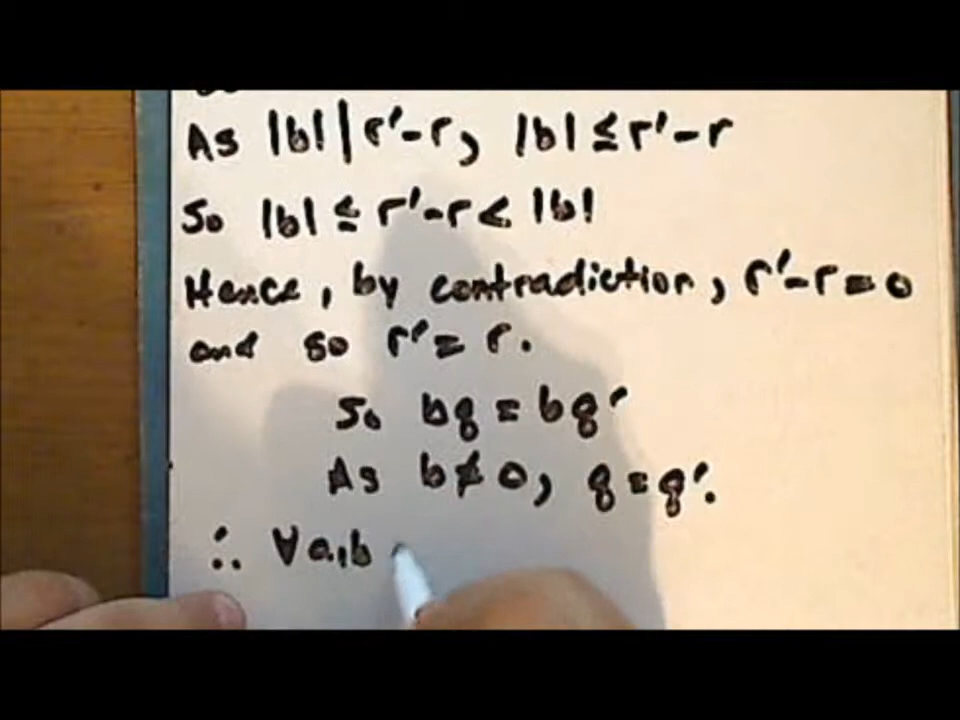 As |b| | r'-r, |b| ≤ r'-r
So |b| ≤ r'-r < |b|
Hence, by contradiction, r'-r = 0
and so r' = r.
So bq = bq'
As b ≠ 0, q = q'.
∴ ∀a,b